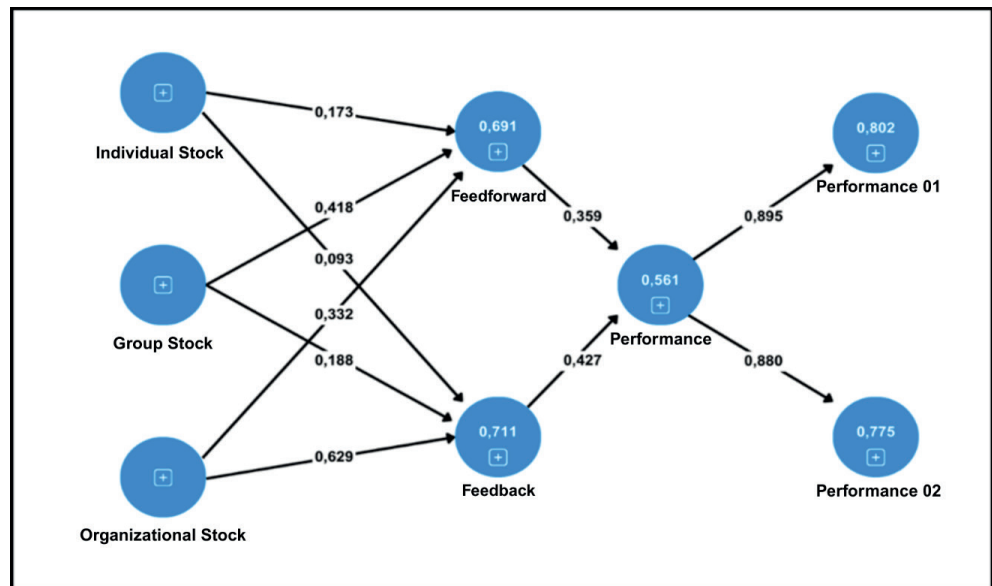 Individual Stock
Group Stock
Organizational Stock
0,173
0,418
0,093
0,332
0,188
0,629
0,691
Feedforward
0,711
Feedback
0,359
0,427
0,561
Performance
0,895
0,880
0,802
Performance 01
0,775
Performance 02